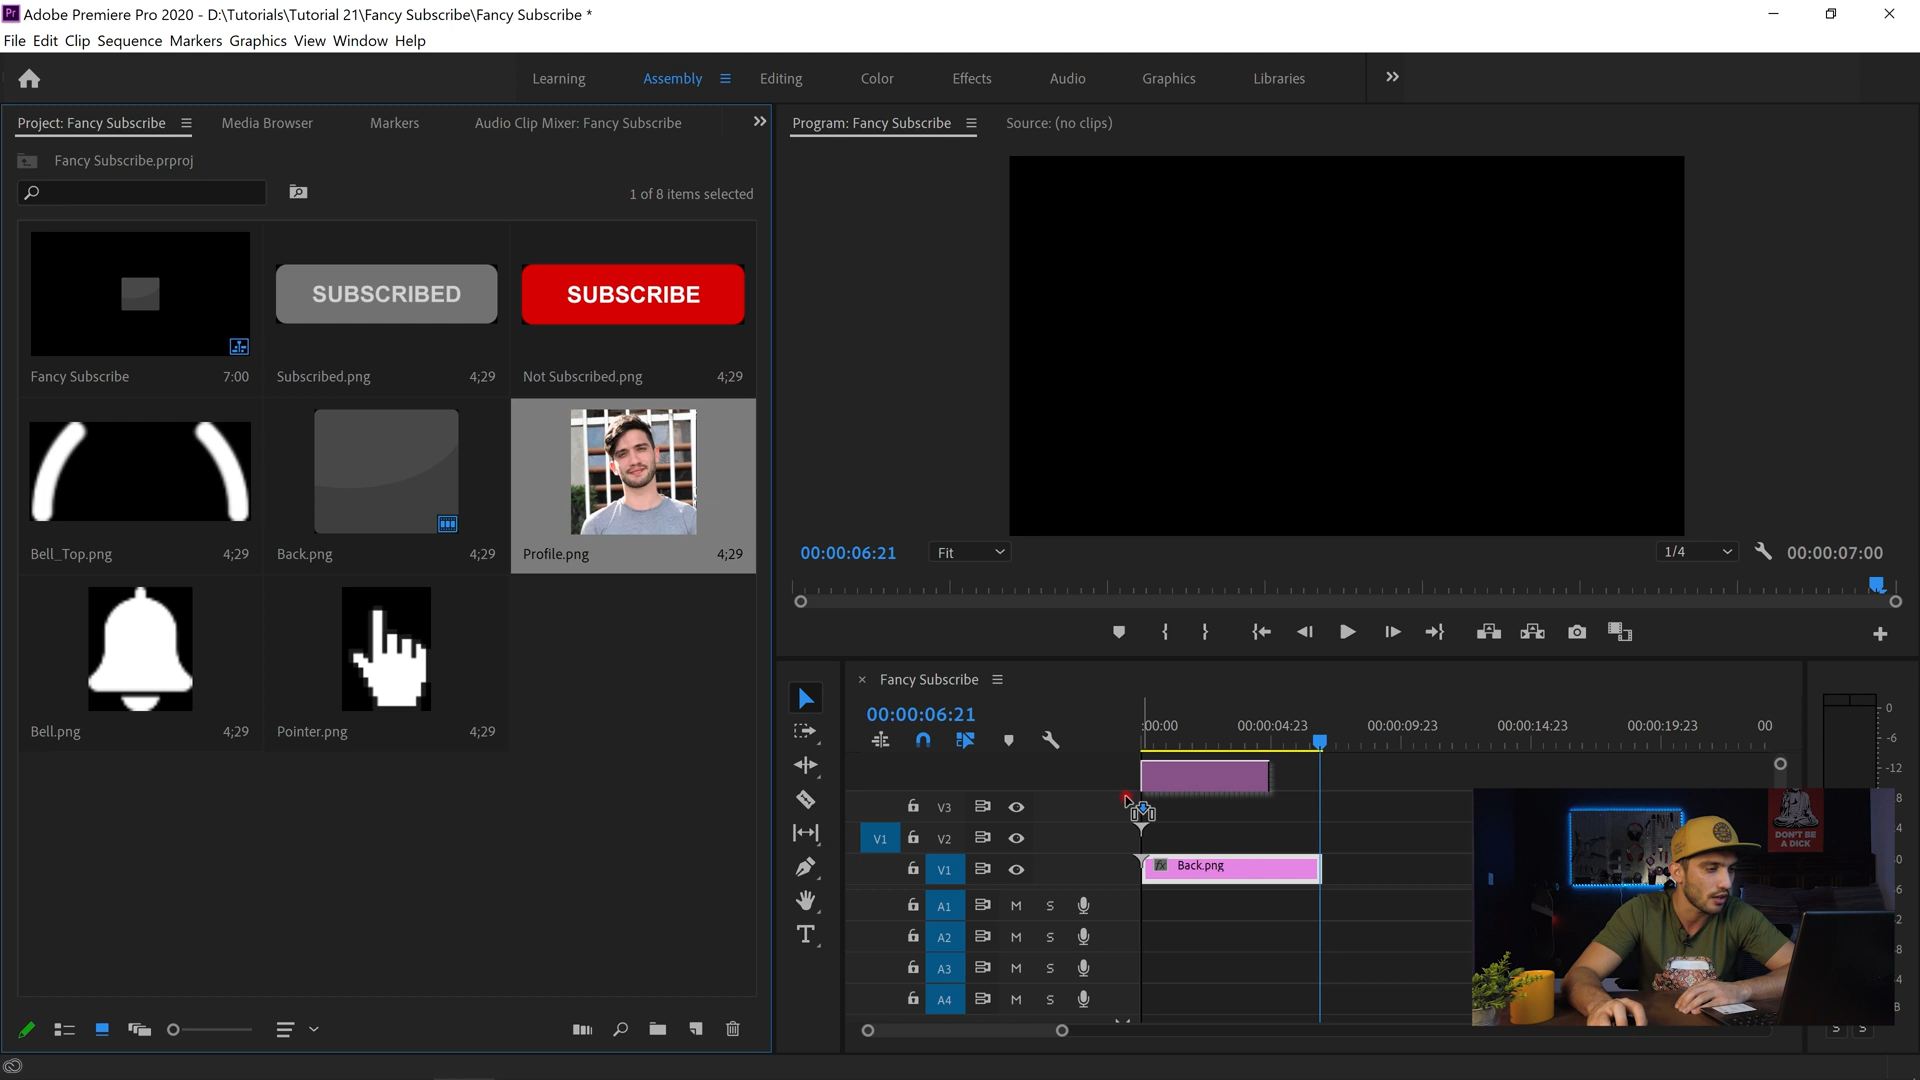 Pr Adobe Premiere Pro 2020 - D:\Tutorials\Tutorial 21\Fancy Subscribe\Fancy Subscribe *
File Edit Clip Sequence Markers Graphics View Window Help
Learning Assembly Editing Color Effects Audio Graphics Libraries
Project: Fancy Subscribe Media Browser Markers Audio Clip Mixer: Fancy Subscribe
Fancy Subscribe.prproj
1 of 8 items selected
SUBSCRIBED
SUBSCRIBE
Fancy Subscribe 7:00
Subscribed.png 4;29
Not Subscribed.png 4;29
Bell_Top.png 4;29
Back.png 4;29
Profile.png 4;29
Bell.png 4;29
Pointer.png 4;29
Program: Fancy Subscribe Source: (no clips)
00:00:06:21 Fit 1/4 00:00:07:00
Fancy Subscribe
00:00:06:21
:00:00 00:00:04:23 00:00:09:23 00:00:14:23 00:00:19:23 00
V3
V1 V2
V1 fx Back.png
A1 M S
A2 M S
A3 M S
A4 M S
T
0
-6
-12
8
4
0
6
2
8
4
B
S S
DON'T BE
A DICK